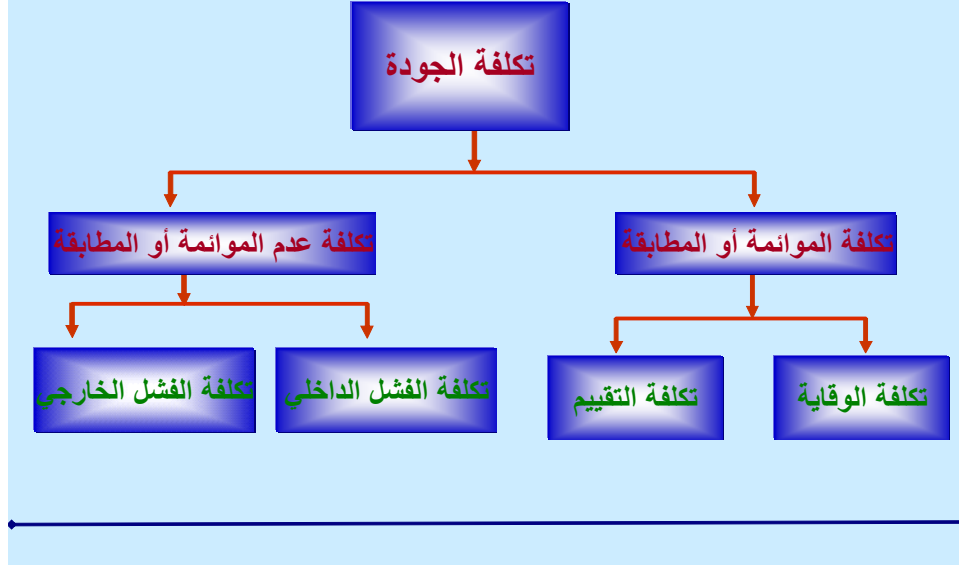 تكلفة الجودة
تكلفة الموائمة أو المطابقة
تكلفة عدم الموائمة أو المطابقة
تكلفة الوقاية
تكلفة التقييم
تكلفة الفشل الداخلي
تكلفة الفشل الخارجي